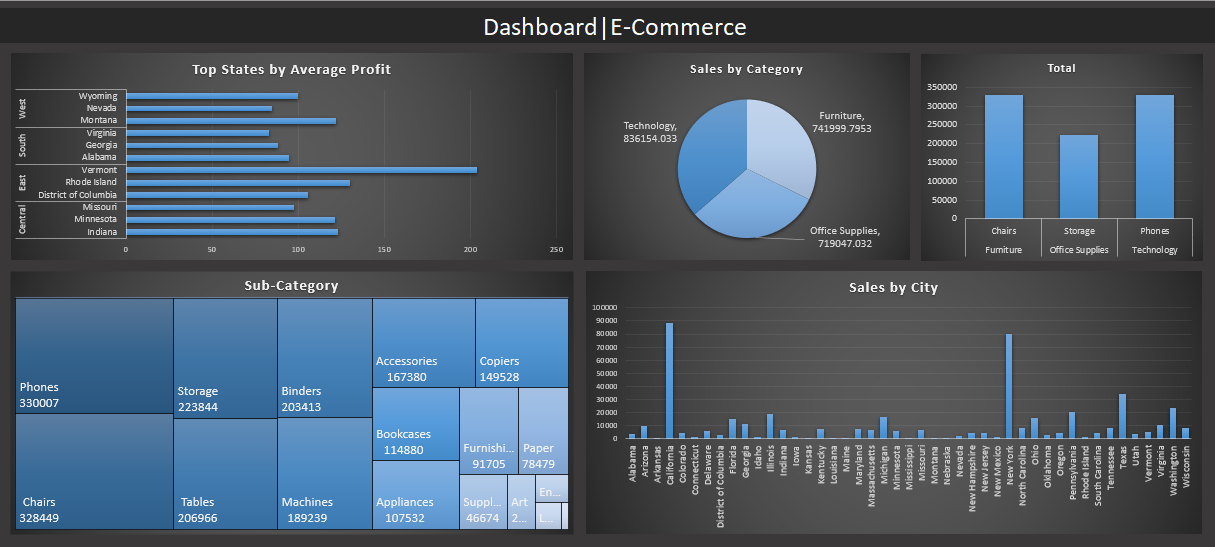 Dashboard|E-Commerce
Top States by Average Profit
West
Wyoming
Nevada
Montana
South
Virginia
Georgia
Alabama
East
Vermont
Rhode Island
District of Columbia
Central
Missouri
Minnesota
Indiana
0 50 100 150 200 250
Sales by Category
Technology,
836154.033
Furniture,
741999.7953
Office Supplies,
719047.032
Total
350000
300000
250000
200000
150000
100000
50000
0
Chairs Storage Phones
Furniture Office Supplies Technology
Sub-Category
Phones
330007
Chairs
328449
Storage
223844
Tables
206966
Binders
203413
Machines
189239
Accessories
167380
Copiers
149528
Bookcases
114880
Appliances
107532
Furnishi...
91705
Paper
78479
Suppl...
46674
Art
2...
En...
L...
Sales by City
100000
90000
80000
70000
60000
50000
40000
30000
20000
10000
0
Alabama
Arizona
Arkansas
California
Colorado
Connecticut
Delaware
District of Columbia
Florida
Georgia
Idaho
Illinois
Indiana
Iowa
Kansas
Kentucky
Louisiana
Maine
Maryland
Massachusetts
Michigan
Minnesota
Mississippi
Missouri
Montana
Nebraska
Nevada
New Hampshire
New Jersey
New Mexico
New York
North Carolina
Ohio
Oklahoma
Oregon
Pennsylvania
Rhode Island
South Carolina
Tennessee
Texas
Utah
Vermont
Virginia
Washington
Wisconsin